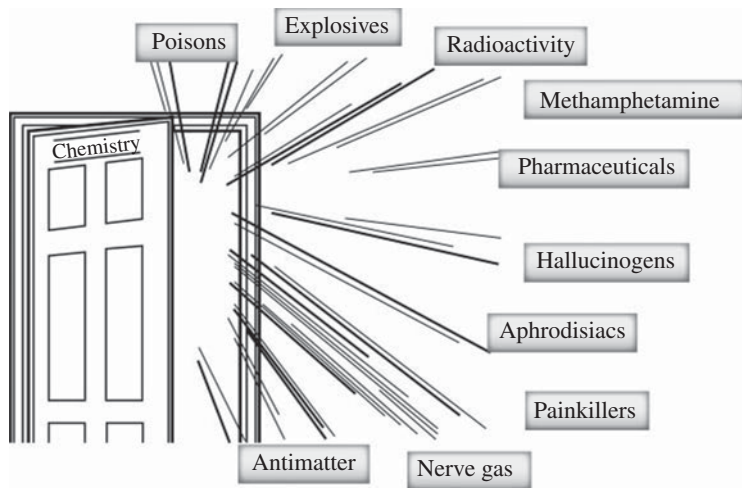 Poisons
Explosives
Radioactivity
Methamphetamine
Chemistry
Pharmaceuticals
Hallucinogens
Aphrodisiacs
Painkillers
Antimatter
Nerve gas